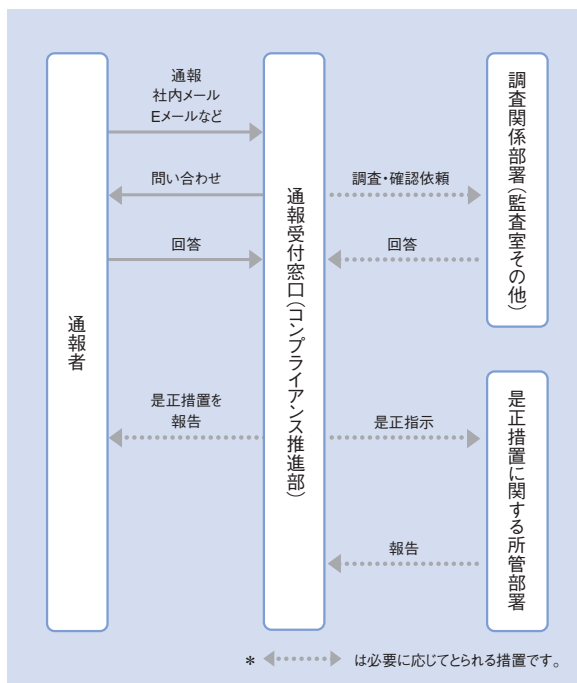 通報
社内メール
Eメールなど
問い合わせ
回答
是正措置を
報告
調査・確認依頼
回答
是正指示
報告
通報者
通報受付窓口(コンプライアンス推進部)
調査関係部署(監査室その他)
是正措置に関する所管部署
* は必要に応じてとられる措置です。